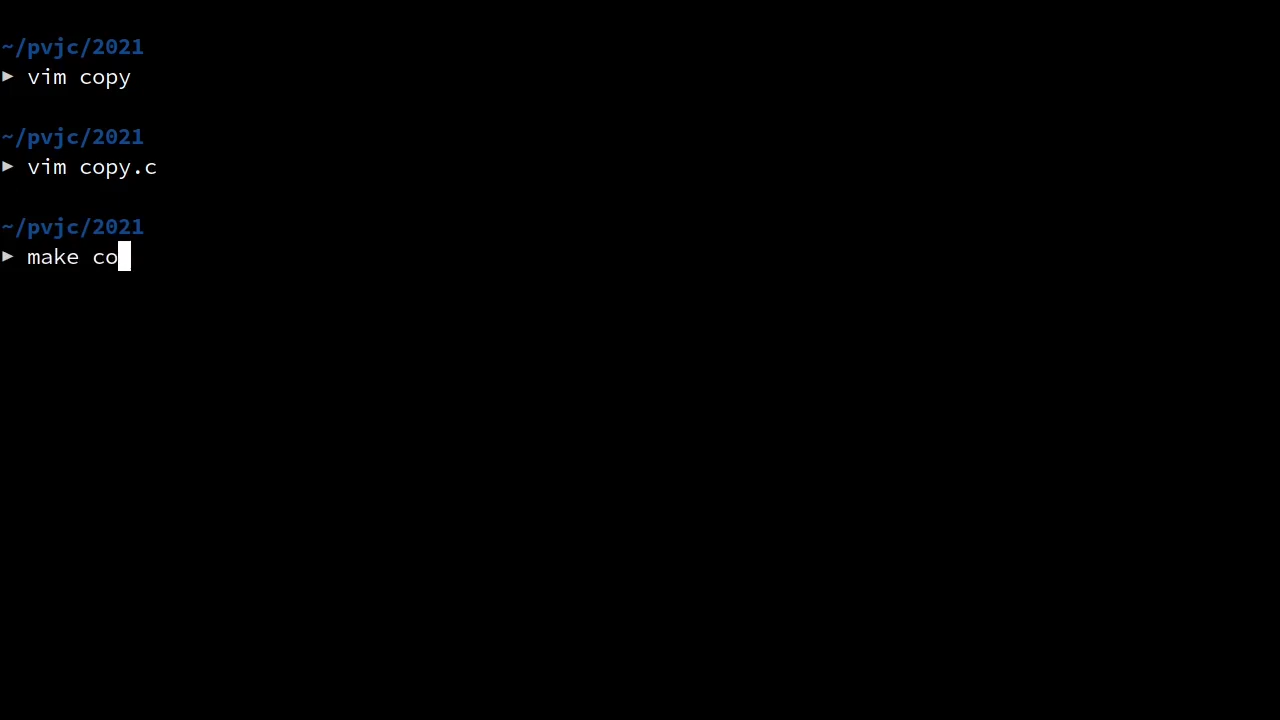 ~/pvjc/2021
▶ vim copy
~/pvjc/2021
▶ vim copy.c
~/pvjc/2021
▶ make co